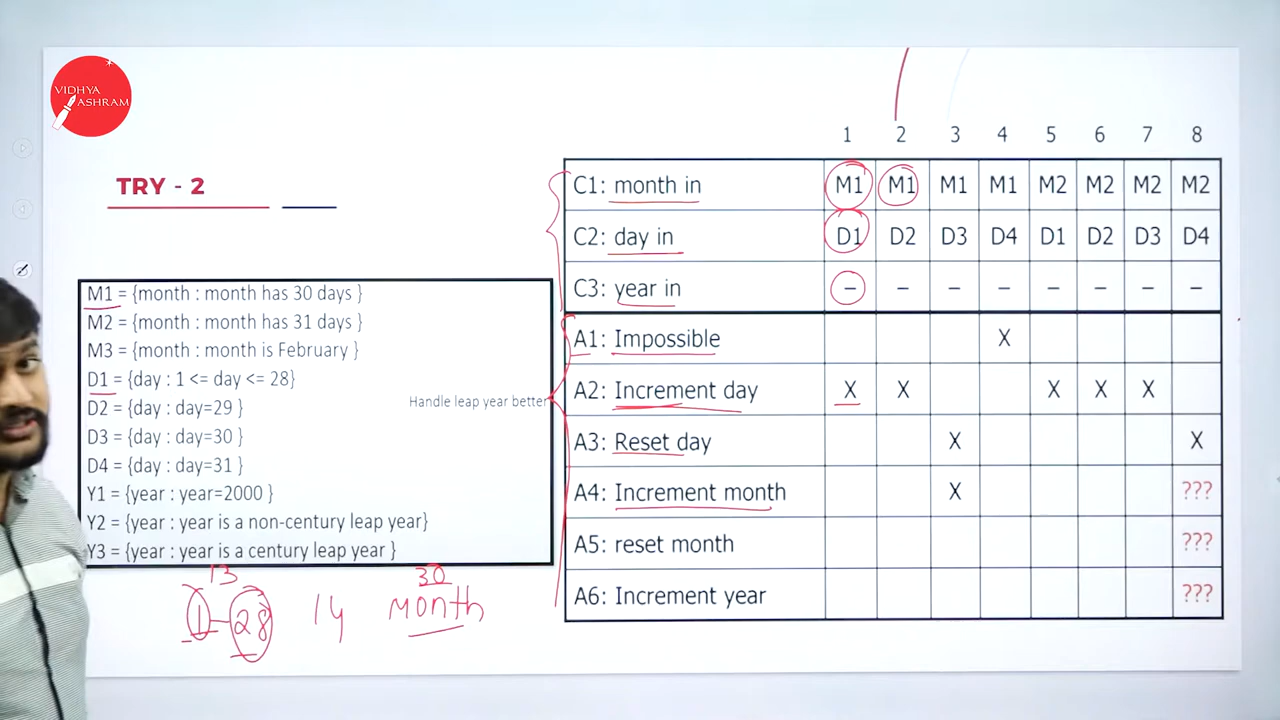 VIDHYA
ASHRAM
TRY - 2
M1 = {month : month has 30 days }
M2 = {month : month has 31 days }
M3 = {month : month is February }
D1 = {day : 1 <= day <= 28}
D2 = {day : day=29 }
D3 = {day : day=30 }
D4 = {day : day=31 }
Y1 = {year : year=2000 }
Y2 = {year : year is a non-century leap year}
Y3 = {year : year is a century leap year }
Handle leap year better
13
1-28 14 30
month
1 2 3 4 5 6 7 8
C1: month in M1 M1 M1 M1 M2 M2 M2 M2
C2: day in D1 D2 D3 D4 D1 D2 D3 D4
C3: year in – – – – – – – –
A1: Impossible X
A2: Increment day X X X X X
A3: Reset day X X
A4: Increment month X ???
A5: reset month ???
A6: Increment year ???